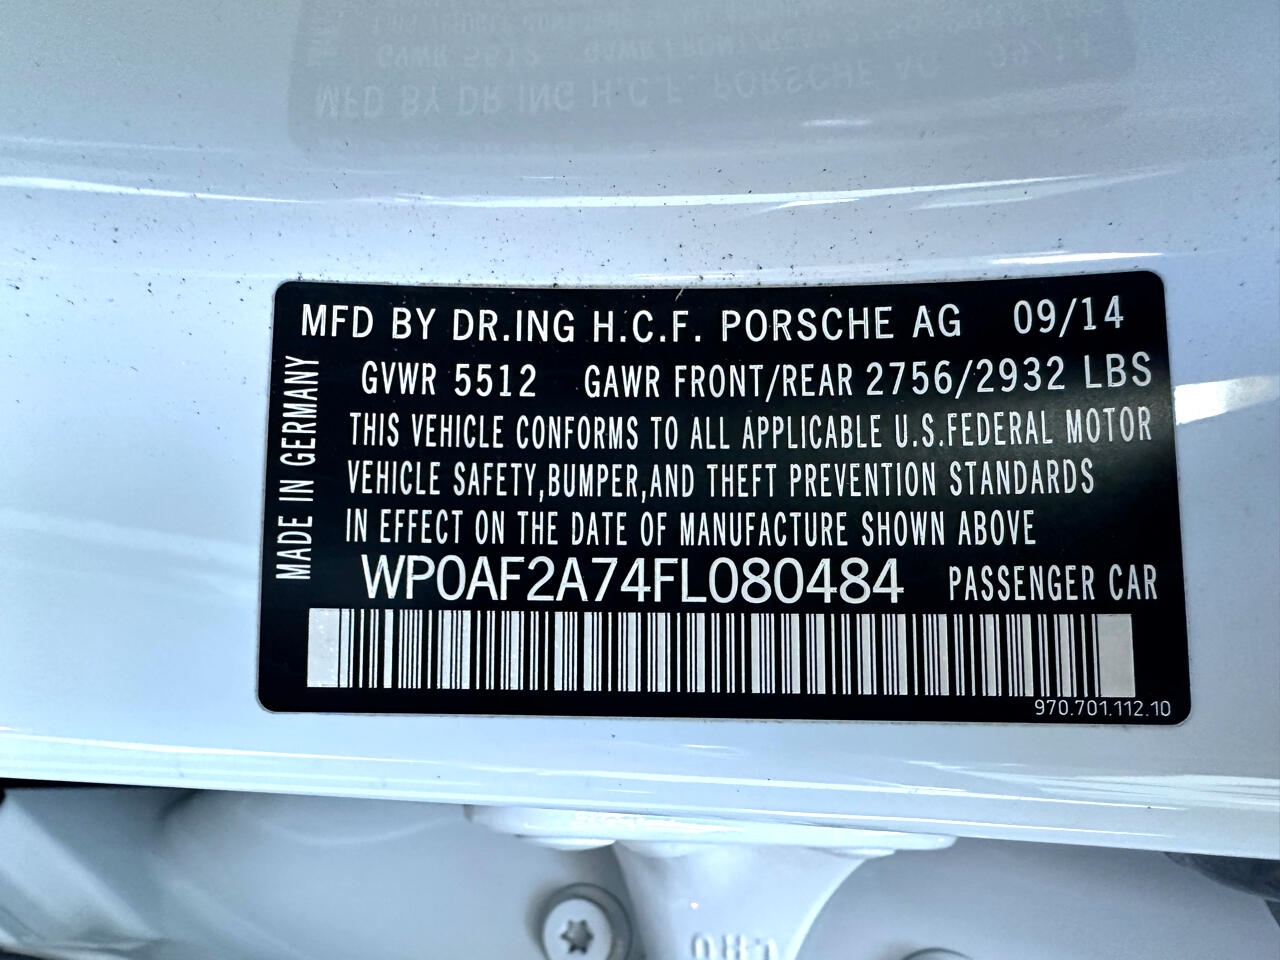 MFD BY DR.ING H.C.F. PORSCHE AG 09/14
GVWR 5512 GAWR FRONT/REAR 2756/2932 LBS
THIS VEHICLE CONFORMS TO ALL APPLICABLE U.S.FEDERAL MOTOR
VEHICLE SAFETY,BUMPER,AND THEFT PREVENTION STANDARDS
IN EFFECT ON THE DATE OF MANUFACTURE SHOWN ABOVE
WP0AF2A74FL080484 PASSENGER CAR
970.701.112.10
MADE IN GERMANY